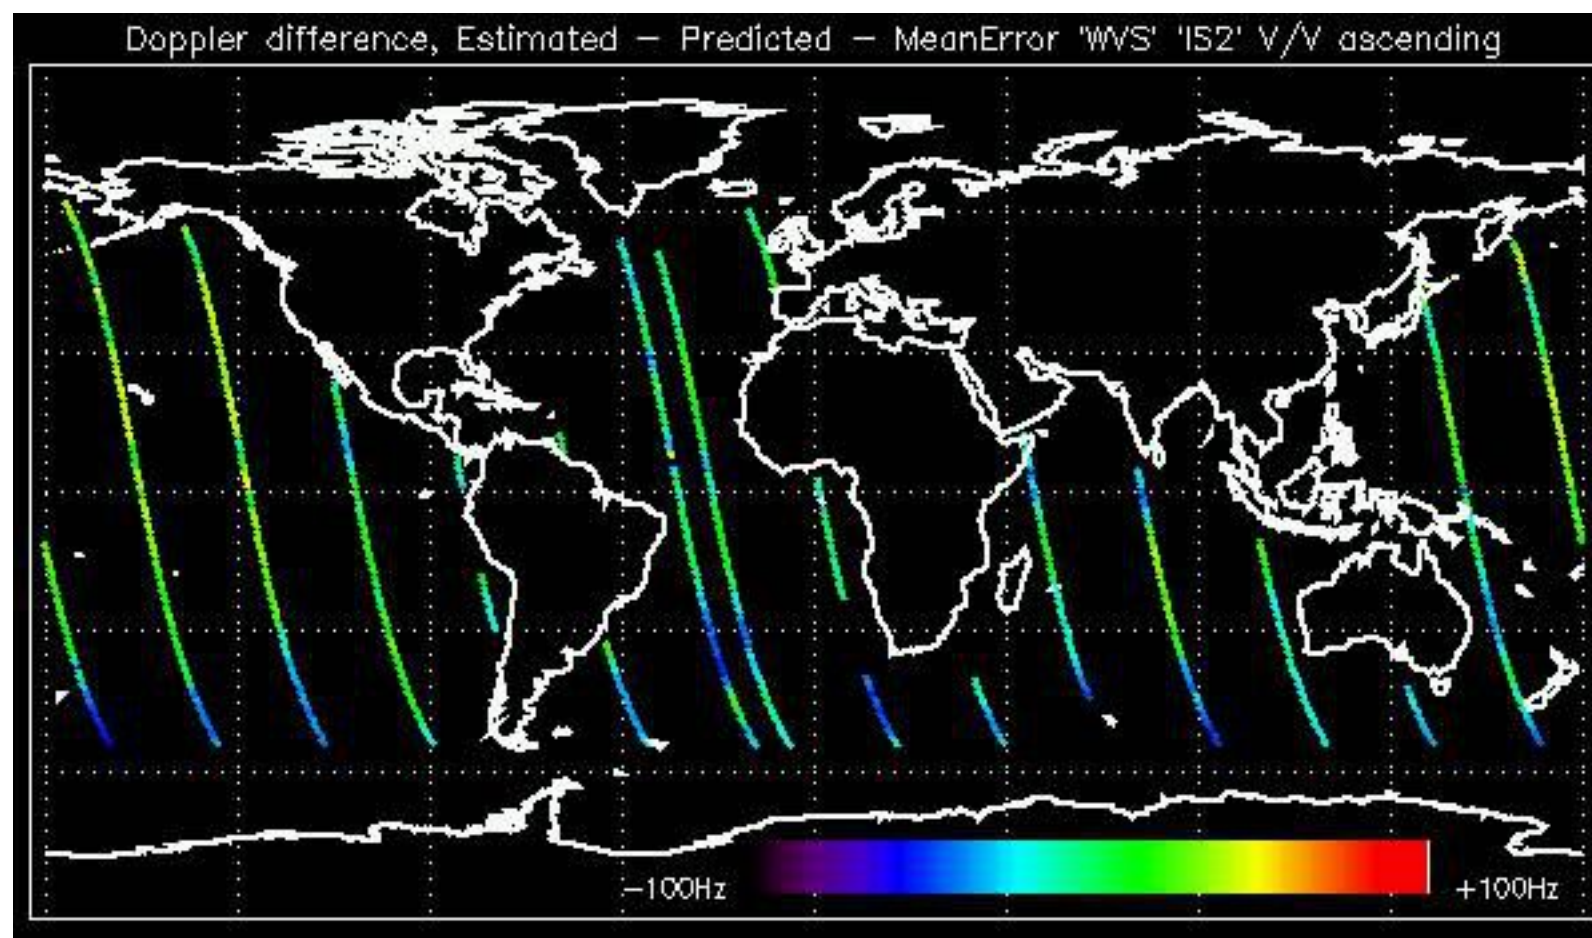 Doppler difference, Estimated − Predicted − MeanError 'WVS' 'IS2' V/V ascending
−100Hz
+100Hz